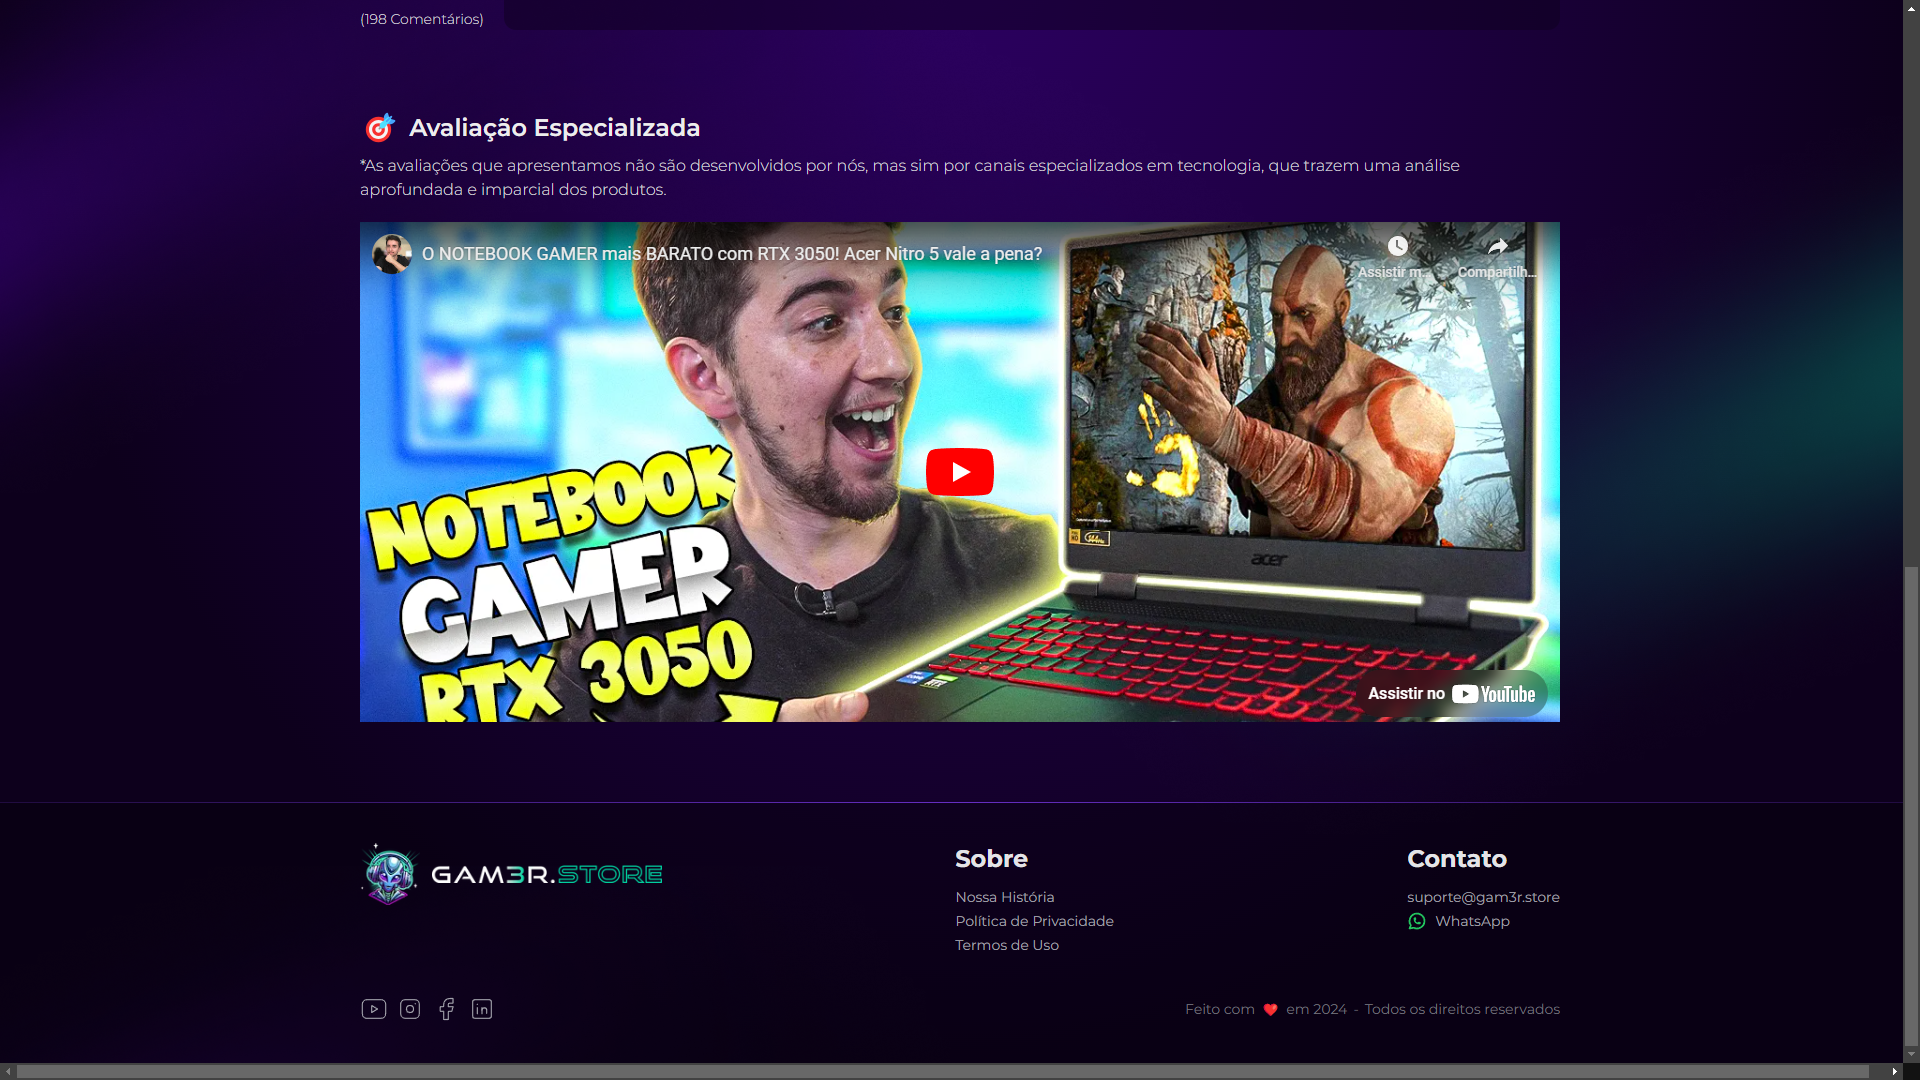 (198 Comentários)
Avaliação Especializada
*As avaliações que apresentamos não são desenvolvidos por nós, mas sim por canais especializados em tecnologia, que trazem uma análise
aprofundada e imparcial dos produtos.
O NOTEBOOK GAMER mais BARATO com RTX 3050! Acer Nitro 5 vale a pena?
Assistir m...
Compartilh...
NOTEBOOK
GAMER
RTX 3050
144Hz
acer
Assistir no YouTube
GAM3R.STORE
Sobre
Nossa História
Política de Privacidade
Termos de Uso
Contato
suporte@gam3r.store
WhatsApp
Feito com ❤ em 2024 - Todos os direitos reservados